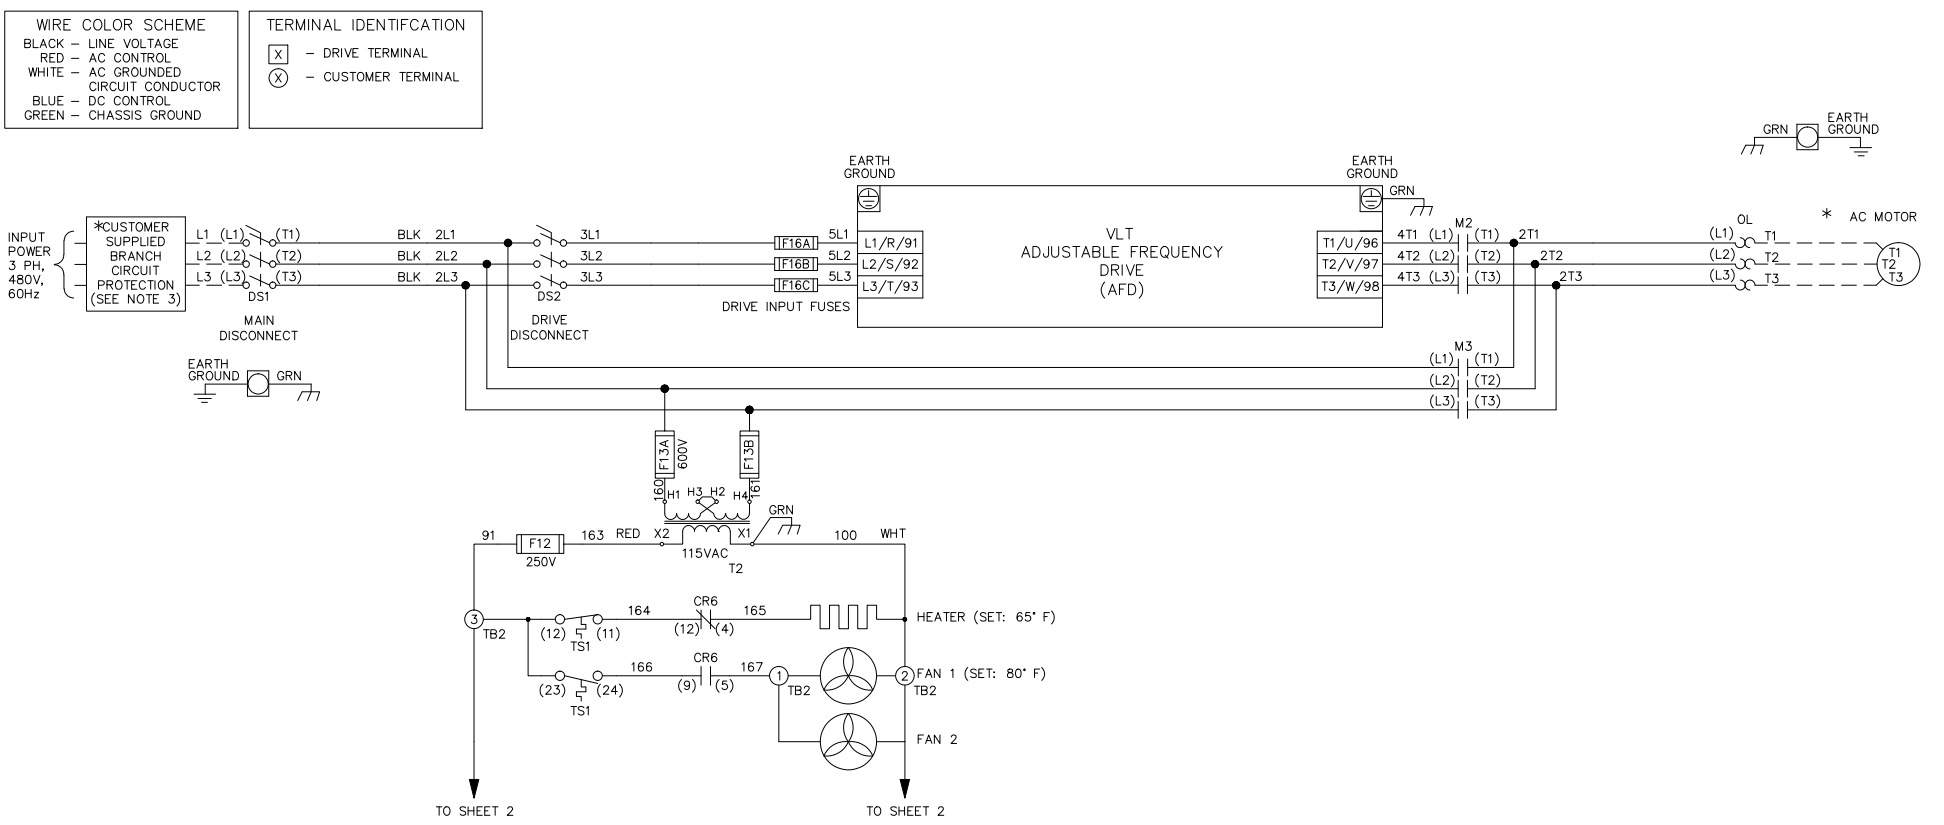 WIRE COLOR SCHEME
BLACK – LINE VOLTAGE
RED – AC CONTROL
WHITE – AC GROUNDED
CIRCUIT CONDUCTOR
BLUE – DC CONTROL
GREEN – CHASSIS GROUND
TERMINAL IDENTIFCATION
X – DRIVE TERMINAL
X – CUSTOMER TERMINAL
GRN
EARTH
GROUND
EARTH
GROUND
EARTH
GROUND
GRN
INPUT
POWER
3 PH,
480V,
60Hz
*CUSTOMER
SUPPLIED
BRANCH
CIRCUIT
PROTECTION
(SEE NOTE 3)
L1 (L1) (T1) BLK 2L1 3L1 F16A 5L1 L1/R/91
L2 (L2) (T2) BLK 2L2 3L2 F16B 5L2 L2/S/92
L3 (L3) (T3) BLK 2L3 3L3 F16C 5L3 L3/T/93
DS1
MAIN
DISCONNECT
DS2
DRIVE
DISCONNECT
DRIVE INPUT FUSES
VLT
ADJUSTABLE FREQUENCY
DRIVE
(AFD)
M2
T1/U/96 4T1 (L1) (T1) 2T1
T2/V/97 4T2 (L2) (T2) 2T2
T3/W/98 4T3 (L3) (T3) 2T3
OL
(L1) T1
(L2) T2
(L3) T3
* AC MOTOR
T1
T2
T3
M3
(L1) (T1)
(L2) (T2)
(L3) (T3)
EARTH
GROUND
GRN
F13A
600V
F13B
160
H1 H3 H2 H4
161
GRN
91 F12 163 RED X2 X1 100 WHT
250V
115VAC
T2
3
TB2
(12) (11)
TS1
164
CR6
(12) (4)
165
HEATER (SET: 65° F)
(23) (24)
TS1
166
CR6
(9) (5)
167
1
TB2
2
TB2
FAN 1 (SET: 80° F)
FAN 2
TO SHEET 2
TO SHEET 2